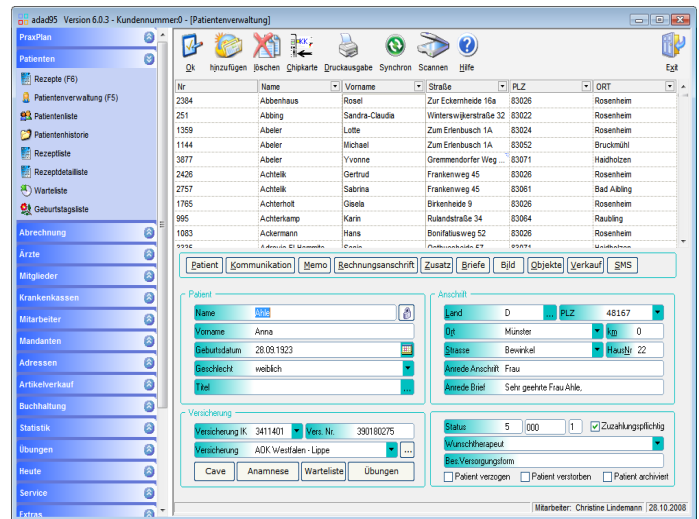 adad95 Version 6.0.3 - Kundennummer:0 - [Patientenverwaltung]
PraxPlan
Patienten
Rezepte (F6)
Patientenverwaltung (F5)
Patientenliste
Patientenhistorie
Rezeptliste
Rezeptdetailliste
Warteliste
Geburtstagsliste
Abrechnung
Ärzte
Mitglieder
Krankenkassen
Mitarbeiter
Mandanten
Adressen
Artikelverkauf
Buchhaltung
Statistik
Übungen
Heute
Service
Extras
Ok hinzufügen löschen Chipkarte Druckausgabe Synchron Scannen Hilfe Exit
Nr Name Vorname Straße PLZ ORT
2384 Abbenhaus Rosel Zur Eckernheide 16a 83026 Rosenheim
251 Abbing Sandra-Claudia Winterswijkerstraße 32 83022 Rosenheim
1359 Abeler Lotte Zum Erlenbusch 1A 83024 Rosenheim
1144 Abeler Michael Zum Erlenbusch 1A 83052 Bruckmühl
3877 Abeler Yvonne Gremmendorfer Weg ... 83071 Haidholzen
2426 Achtelik Gertrud Frankenweg 45 83026 Rosenheim
2757 Achtelik Sabrina Frankenweg 45 83061 Bad Aibling
1765 Achterholt Gisela Birkenheide 9 83026 Rosenheim
995 Achterkamp Karin Rulandstraße 34 83064 Raubling
1083 Ackermann Hans Bonifatiusweg 52 83026 Rosenheim
Patient Kommunikation Memo Rechnungsanschrift Zusatz Briefe Bild Objekte Verkauf SMS
Patient
Name Ahle
Vorname Anna
Geburtsdatum 28.09.1923
Geschlecht weiblich
Titel ...
Anschrift
Land D ... PLZ 48167
Ort Münster km 0
Strasse Bewinkel HausNr 22
Anrede Anschrift Frau
Anrede Brief Sehr geehrte Frau Ahle,
Versicherung
Versicherung IK 3411401 Vers. Nr. 390180275
Versicherung AOK Westfalen - Lippe ...
Cave Anamnese Warteliste Übungen
Status 5 000 1 Zuzahlungspflichtig
Wunschtherapeut
Bes.Versorgungsform
Patient verzogen Patient verstorben Patient archiviert
Mitarbeiter: Christine Lindemann 28.10.2008